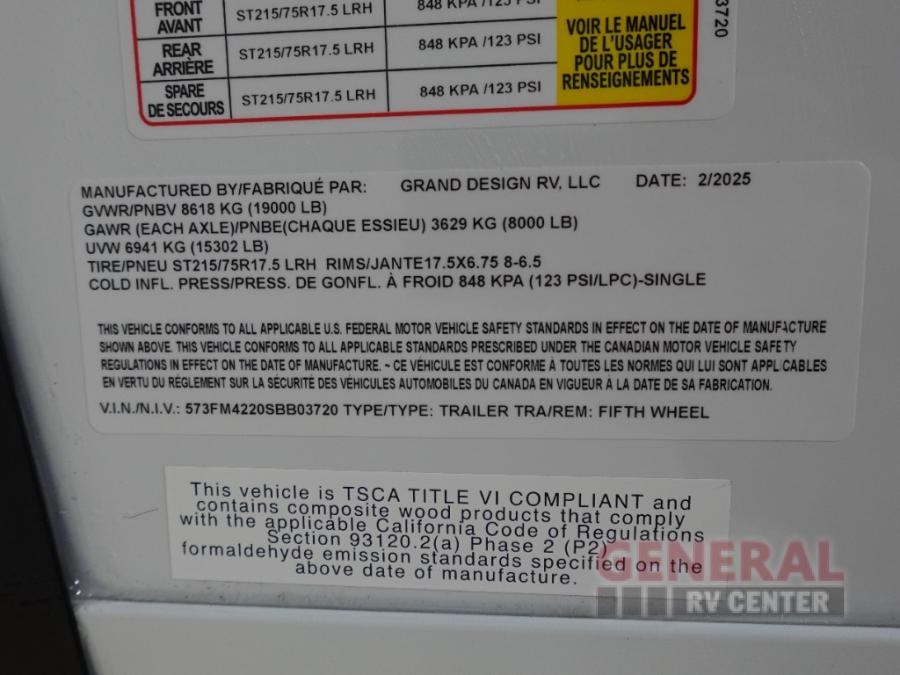 FRONT ST215/75R17.5 LRH 848 KPA /123 PSI
AVANT
REAR ST215/75R17.5 LRH 848 KPA /123 PSI
ARRIÈRE
SPARE ST215/75R17.5 LRH 848 KPA /123 PSI
DE SECOURS
VOIR LE MANUEL
DE L'USAGER
POUR PLUS DE
RENSEIGNEMENTS
3720
MANUFACTURED BY/FABRIQUÉ PAR: GRAND DESIGN RV, LLC DATE: 2/2025
GVWR/PNBV 8618 KG (19000 LB)
GAWR (EACH AXLE)/PNBE(CHAQUE ESSIEU) 3629 KG (8000 LB)
UVW 6941 KG (15302 LB)
TIRE/PNEU ST215/75R17.5 LRH RIMS/JANTE17.5X6.75 8-6.5
COLD INFL. PRESS/PRESS. DE GONFL. À FROID 848 KPA (123 PSI/LPC)-SINGLE
THIS VEHICLE CONFORMS TO ALL APPLICABLE U.S. FEDERAL MOTOR VEHICLE SAFETY STANDARDS IN EFFECT ON THE DATE OF MANUFACTURE
SHOWN ABOVE. THIS VEHICLE CONFORMS TO ALL APPLICABLE STANDARDS PRESCRIBED UNDER THE CANADIAN MOTOR VEHICLE SAFETY
REGULATIONS IN EFFECT ON THE DATE OF MANUFACTURE. ~ CE VÉHICULE EST CONFORME À TOUTES LES NORMES QUI LUI SONT APPLICABLES
EN VERTU DU RÉGLEMENT SUR LA SÉCURITÉ DES VÉHICULES AUTOMOBILES DU CANADA EN VIGUEUR À LA DATE DE SA FABRICATION.
V.I.N./N.I.V.: 573FM4220SBB03720 TYPE/TYPE: TRAILER TRA/REM: FIFTH WHEEL
This vehicle is TSCA TITLE VI COMPLIANT and
contains composite wood products that comply
with the applicable California Code of Regulations
Section 93120.2(a) Phase 2 (P2)
formaldehyde emission standards specified on the
above date of manufacture.
GENERAL
RV CENTER